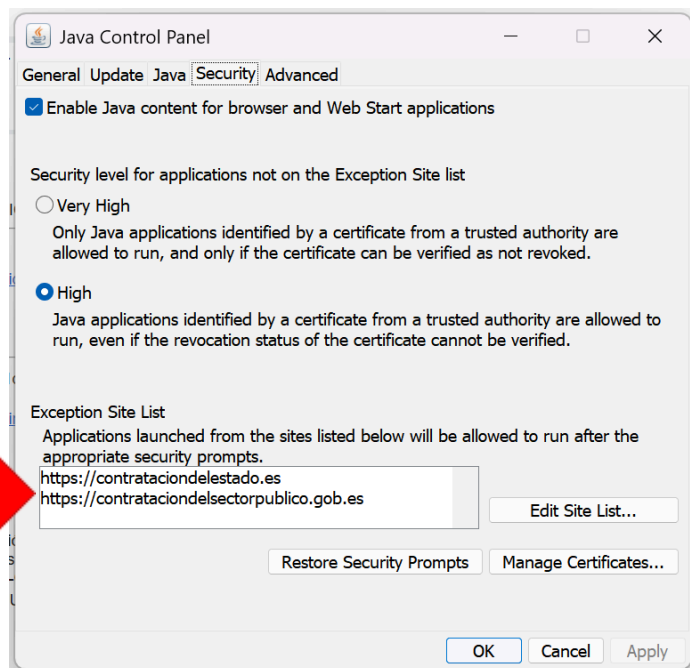 Java Control Panel
General Update Java Security Advanced
Enable Java content for browser and Web Start applications
Security level for applications not on the Exception Site list
Very High
Only Java applications identified by a certificate from a trusted authority are
allowed to run, and only if the certificate can be verified as not revoked.
High
Java applications identified by a certificate from a trusted authority are allowed to
run, even if the revocation status of the certificate cannot be verified.
Exception Site List
Applications launched from the sites listed below will be allowed to run after the
appropriate security prompts.
https://contrataciondelestado.es
https://contrataciondelsectorpublico.gob.es
Edit Site List...
Restore Security Prompts Manage Certificates...
OK Cancel Apply